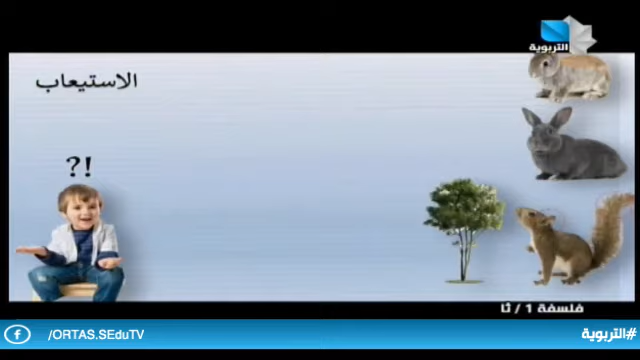 التربوية
الاستيعاب
?!
فلسفة 1 / ثا
/ORTAS.SEduTV
#التربوية